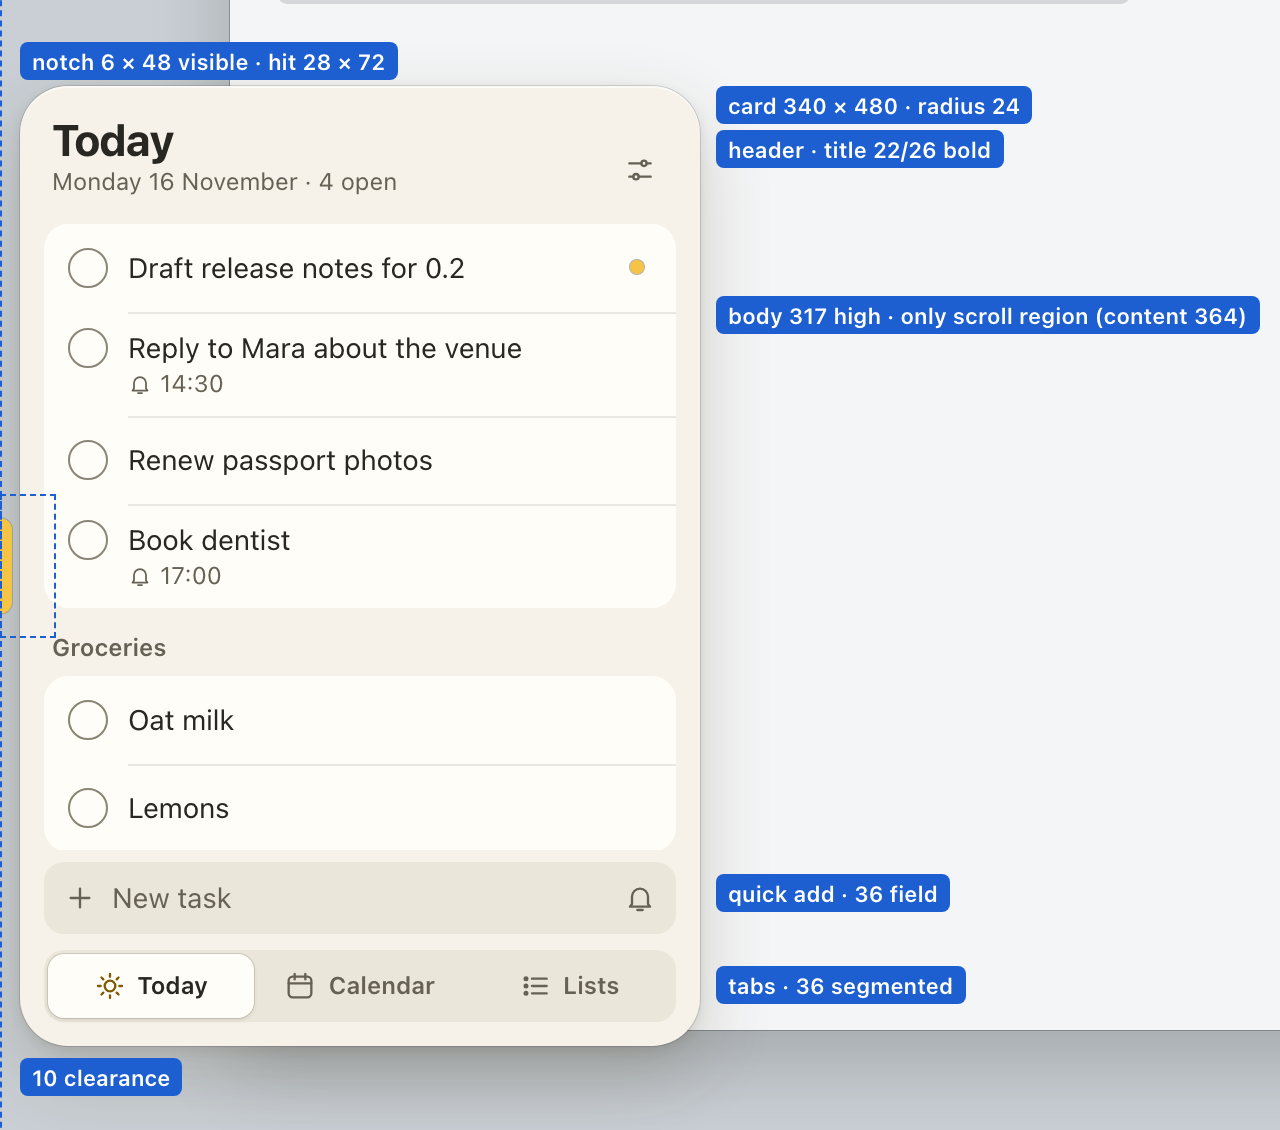 notch 6 × 48 visible · hit 28 × 72
card 340 × 480 · radius 24
header · title 22/26 bold
Today
Monday 16 November · 4 open
Draft release notes for 0.2
body 317 high · only scroll region (content 364)
Reply to Mara about the venue
14:30
Renew passport photos
Book dentist
17:00
Groceries
Oat milk
Lemons
New task
quick add · 36 field
Today
Calendar
Lists
tabs · 36 segmented
10 clearance